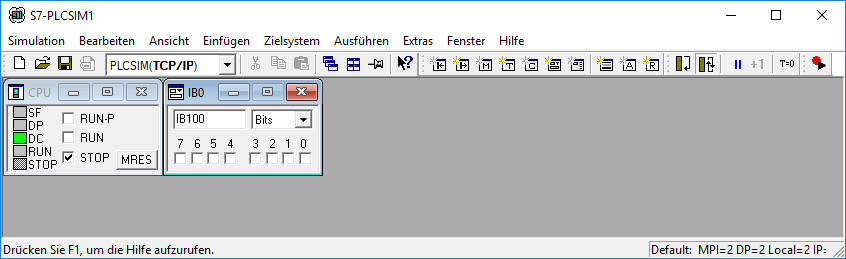 S7-PLCSIM1
Simulation Bearbeiten Ansicht Einfügen Zielsystem Ausführen Extras Fenster Hilfe
PLCSIM(TCP/IP) +1 T=0
CPU
SF
DP
DC
RUN
STOP
RUN-P
RUN
STOP
MRES
IB0
IB100 Bits
7 6 5 4 3 2 1 0
Drücken Sie F1, um die Hilfe aufzurufen. Default: MPI=2 DP=2 Local=2 IP=